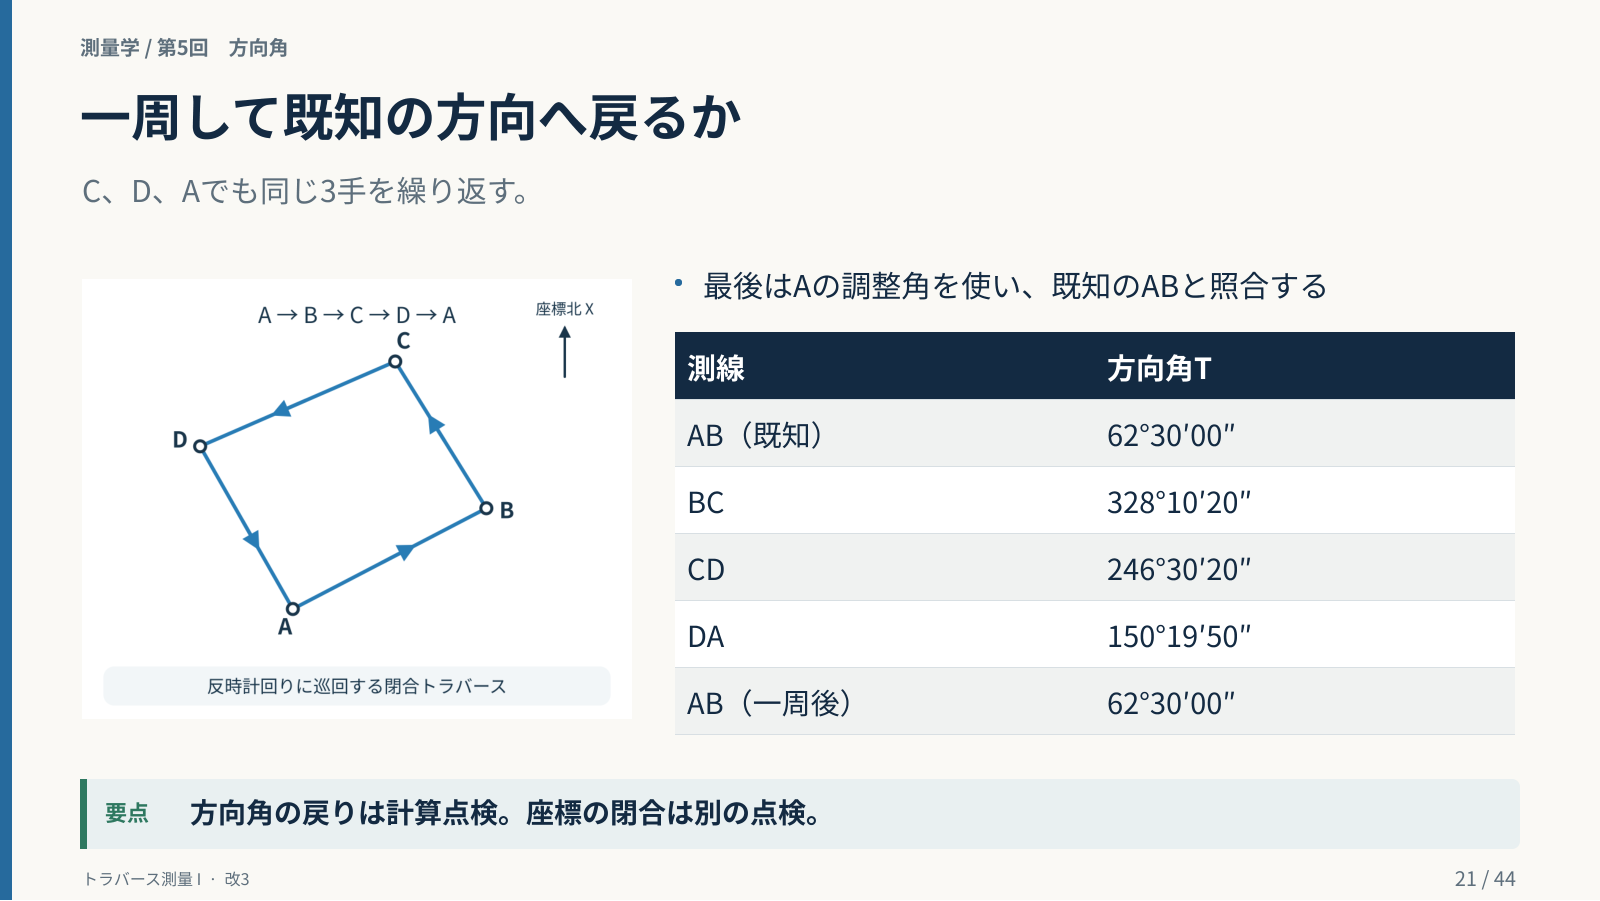 測量学 / 第5回　方向角
一周して既知の方向へ戻るか
C、D、Aでも同じ3手を繰り返す。
A→B→C→D→A
座標北 X
C
D
B
A
反時計回りに巡回する閉合トラバース
• 最後はAの調整角を使い、既知のABと照合する
測線 方向角T
AB（既知） 62°30′00″
BC 328°10′20″
CD 246°30′20″
DA 150°19′50″
AB（一周後） 62°30′00″
要点 方向角の戻りは計算点検。座標の閉合は別の点検。
トラバース測量 I · 改3
21 / 44